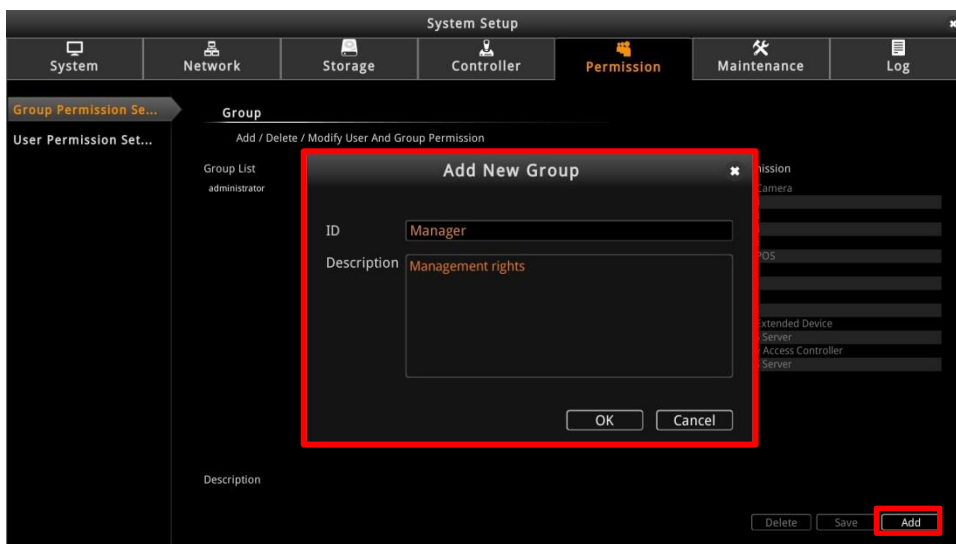 System Setup
System
Network
Storage
Controller
Permission
Maintenance
Log
Group Permission Se...
User Permission Set...
Group
Add / Delete / Modify User And Group Permission
Group List
administrator
Add New Group
ID
Manager
Description
Management rights
OK
Cancel
Camera
POS
Extended Device
Server
Access Controller
Server
Description
Delete
Save
Add